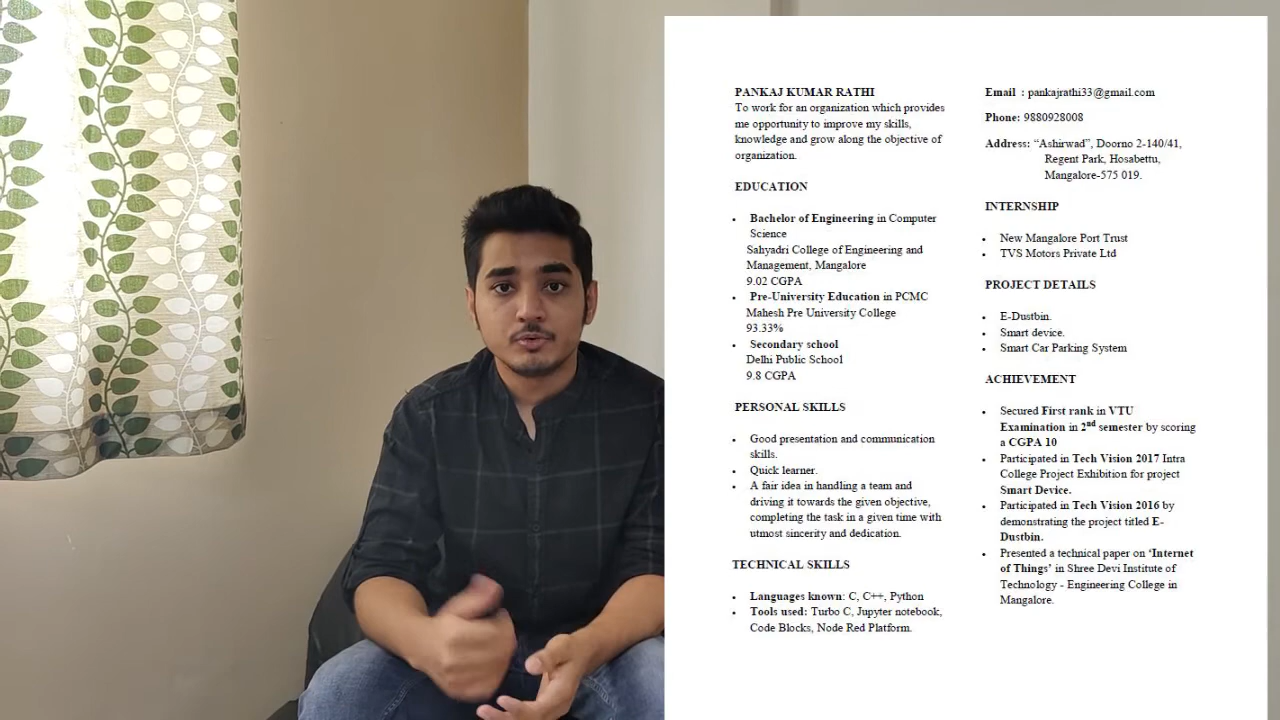 PANKAJ KUMAR RATHI
To work for an organization which provides
me opportunity to improve my skills,
knowledge and grow along the objective of
organization.
EDUCATION
• Bachelor of Engineering in Computer
Science
Sahyadri College of Engineering and
Management, Mangalore
9.02 CGPA
• Pre-University Education in PCMC
Mahesh Pre University College
93.33%
• Secondary school
Delhi Public School
9.8 CGPA
PERSONAL SKILLS
• Good presentation and communication
skills.
• Quick learner.
• A fair idea in handling a team and
driving it towards the given objective,
completing the task in a given time with
utmost sincerity and dedication.
TECHNICAL SKILLS
• Languages known: C, C++, Python
• Tools used: Turbo C, Jupyter notebook,
Code Blocks, Node Red Platform.
Email : pankajrathi33@gmail.com
Phone: 9880928008
Address: “Ashirwad”, Doorno 2-140/41,
Regent Park, Hosabettu,
Mangalore-575 019.
INTERNSHIP
• New Mangalore Port Trust
• TVS Motors Private Ltd
PROJECT DETAILS
• E-Dustbin.
• Smart device.
• Smart Car Parking System
ACHIEVEMENT
• Secured First rank in VTU
Examination in 2nd semester by scoring
a CGPA 10
• Participated in Tech Vision 2017 Intra
College Project Exhibition for project
Smart Device.
• Participated in Tech Vision 2016 by
demonstrating the project titled E-
Dustbin.
• Presented a technical paper on ‘Internet
of Things’ in Shree Devi Institute of
Technology - Engineering College in
Mangalore.